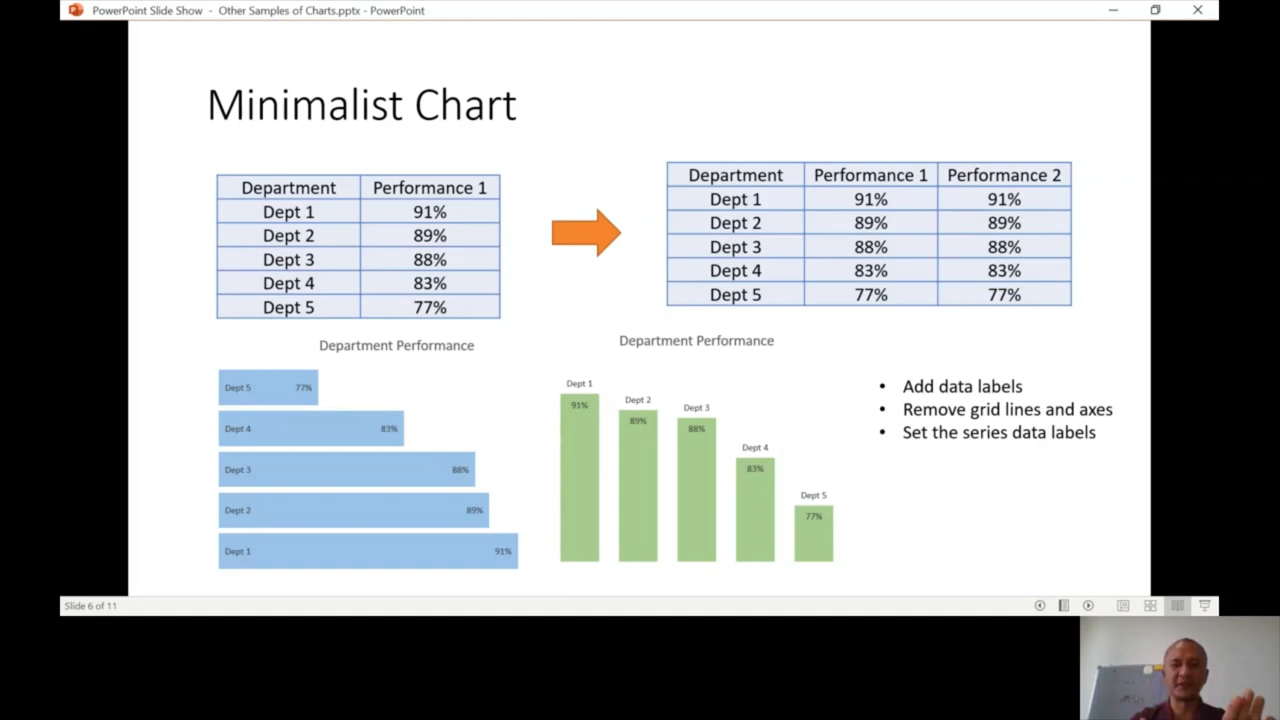 PowerPoint Slide Show - Other Samples of Charts.pptx - PowerPoint
Minimalist Chart
Department Performance 1
Dept 1 91%
Dept 2 89%
Dept 3 88%
Dept 4 83%
Dept 5 77%
Department Performance 1 Performance 2
Dept 1 91% 91%
Dept 2 89% 89%
Dept 3 88% 88%
Dept 4 83% 83%
Dept 5 77% 77%
Department Performance
Dept 5 77%
Dept 4 83%
Dept 3 88%
Dept 2 89%
Dept 1 91%
Department Performance
Dept 1
91%
Dept 2
89%
Dept 3
88%
Dept 4
83%
Dept 5
77%
• Add data labels
• Remove grid lines and axes
• Set the series data labels
Slide 6 of 11